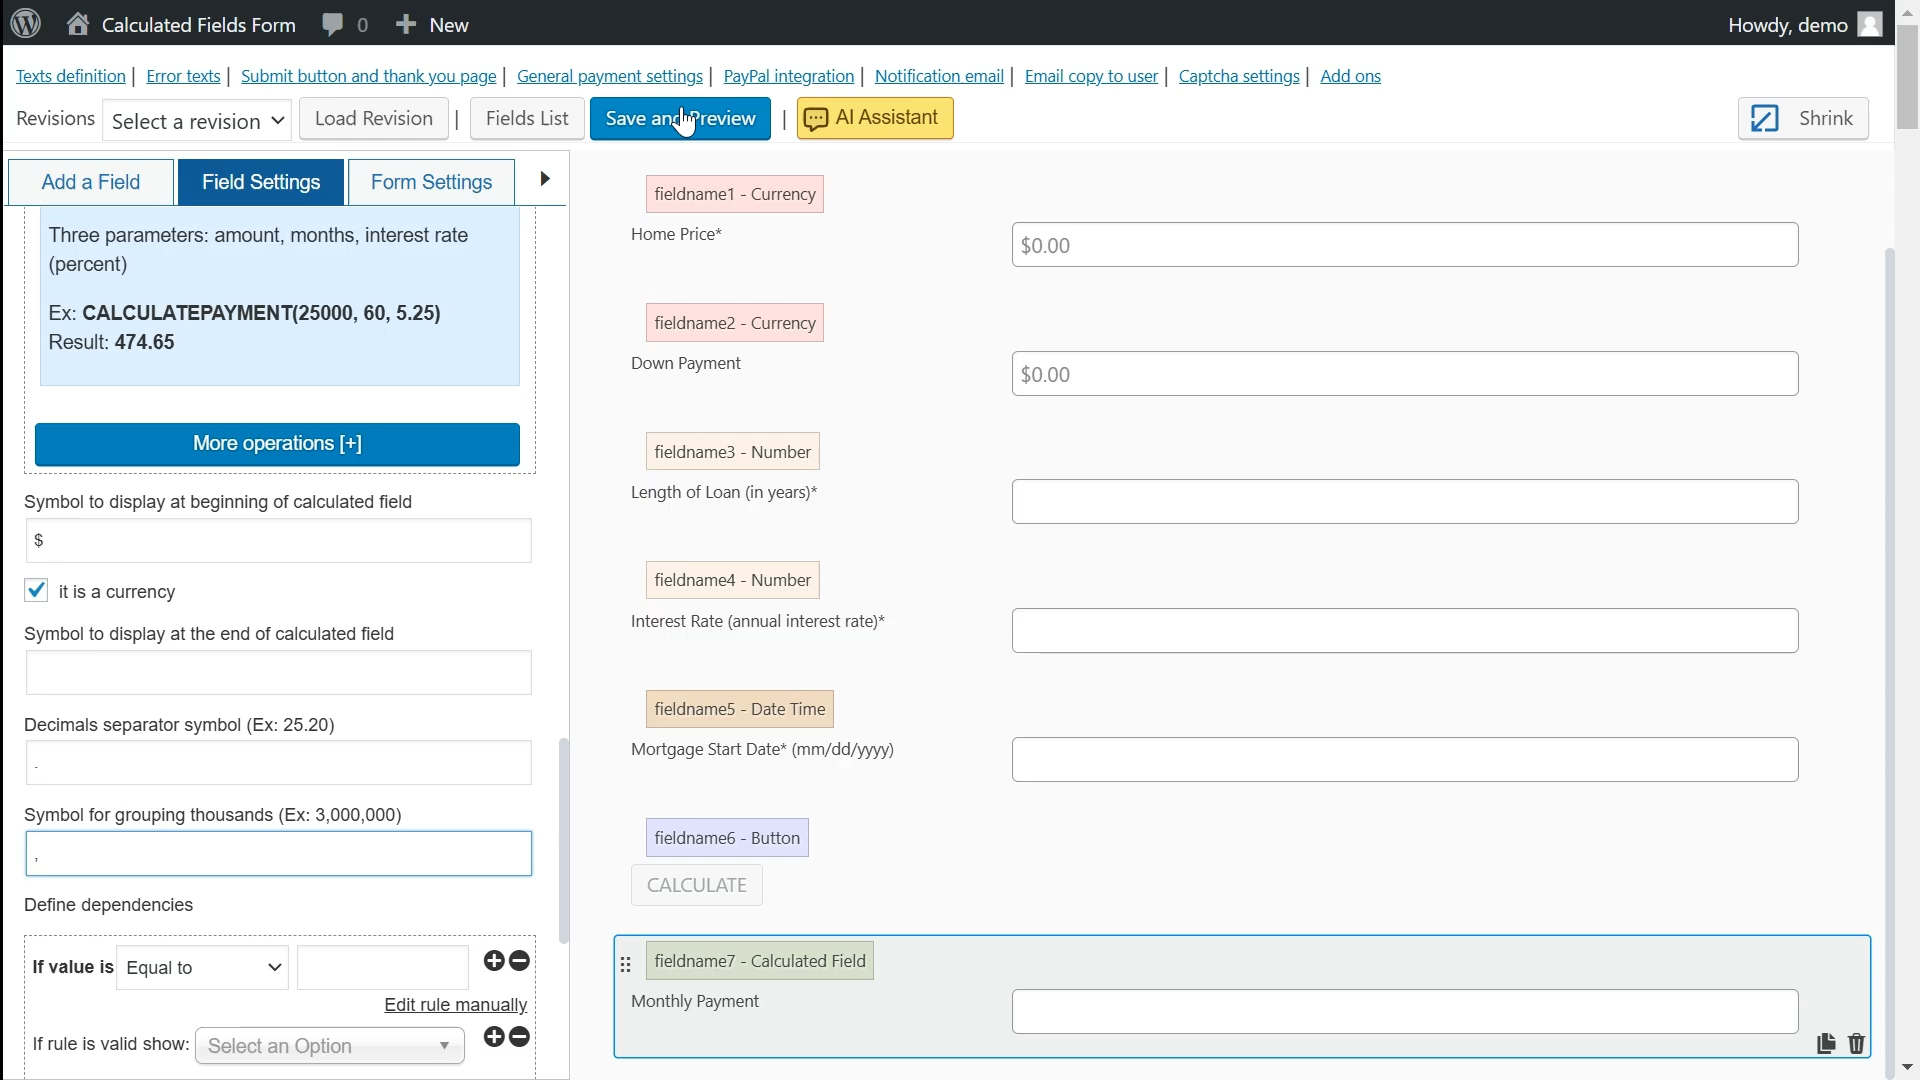 Calculated Fields Form 0 New Howdy, demo
Texts definition | Error texts | Submit button and thank you page | General payment settings | PayPal integration | Notification email | Email copy to user | Captcha settings | Add ons
Revisions Select a revision Load Revision | Fields List Save and Preview | AI Assistant Shrink
Add a Field Field Settings Form Settings
Three parameters: amount, months, interest rate
(percent)
Ex: CALCULATEPAYMENT(25000, 60, 5.25)
Result: 474.65
More operations [+]
Symbol to display at beginning of calculated field
$
it is a currency
Symbol to display at the end of calculated field
Decimals separator symbol (Ex: 25.20)
.
Symbol for grouping thousands (Ex: 3,000,000)
,
Define dependencies
If value is Equal to
Edit rule manually
If rule is valid show: Select an Option
fieldname1 - Currency
Home Price*
$0.00
fieldname2 - Currency
Down Payment
$0.00
fieldname3 - Number
Length of Loan (in years)*
fieldname4 - Number
Interest Rate (annual interest rate)*
fieldname5 - Date Time
Mortgage Start Date* (mm/dd/yyyy)
fieldname6 - Button
CALCULATE
fieldname7 - Calculated Field
Monthly Payment